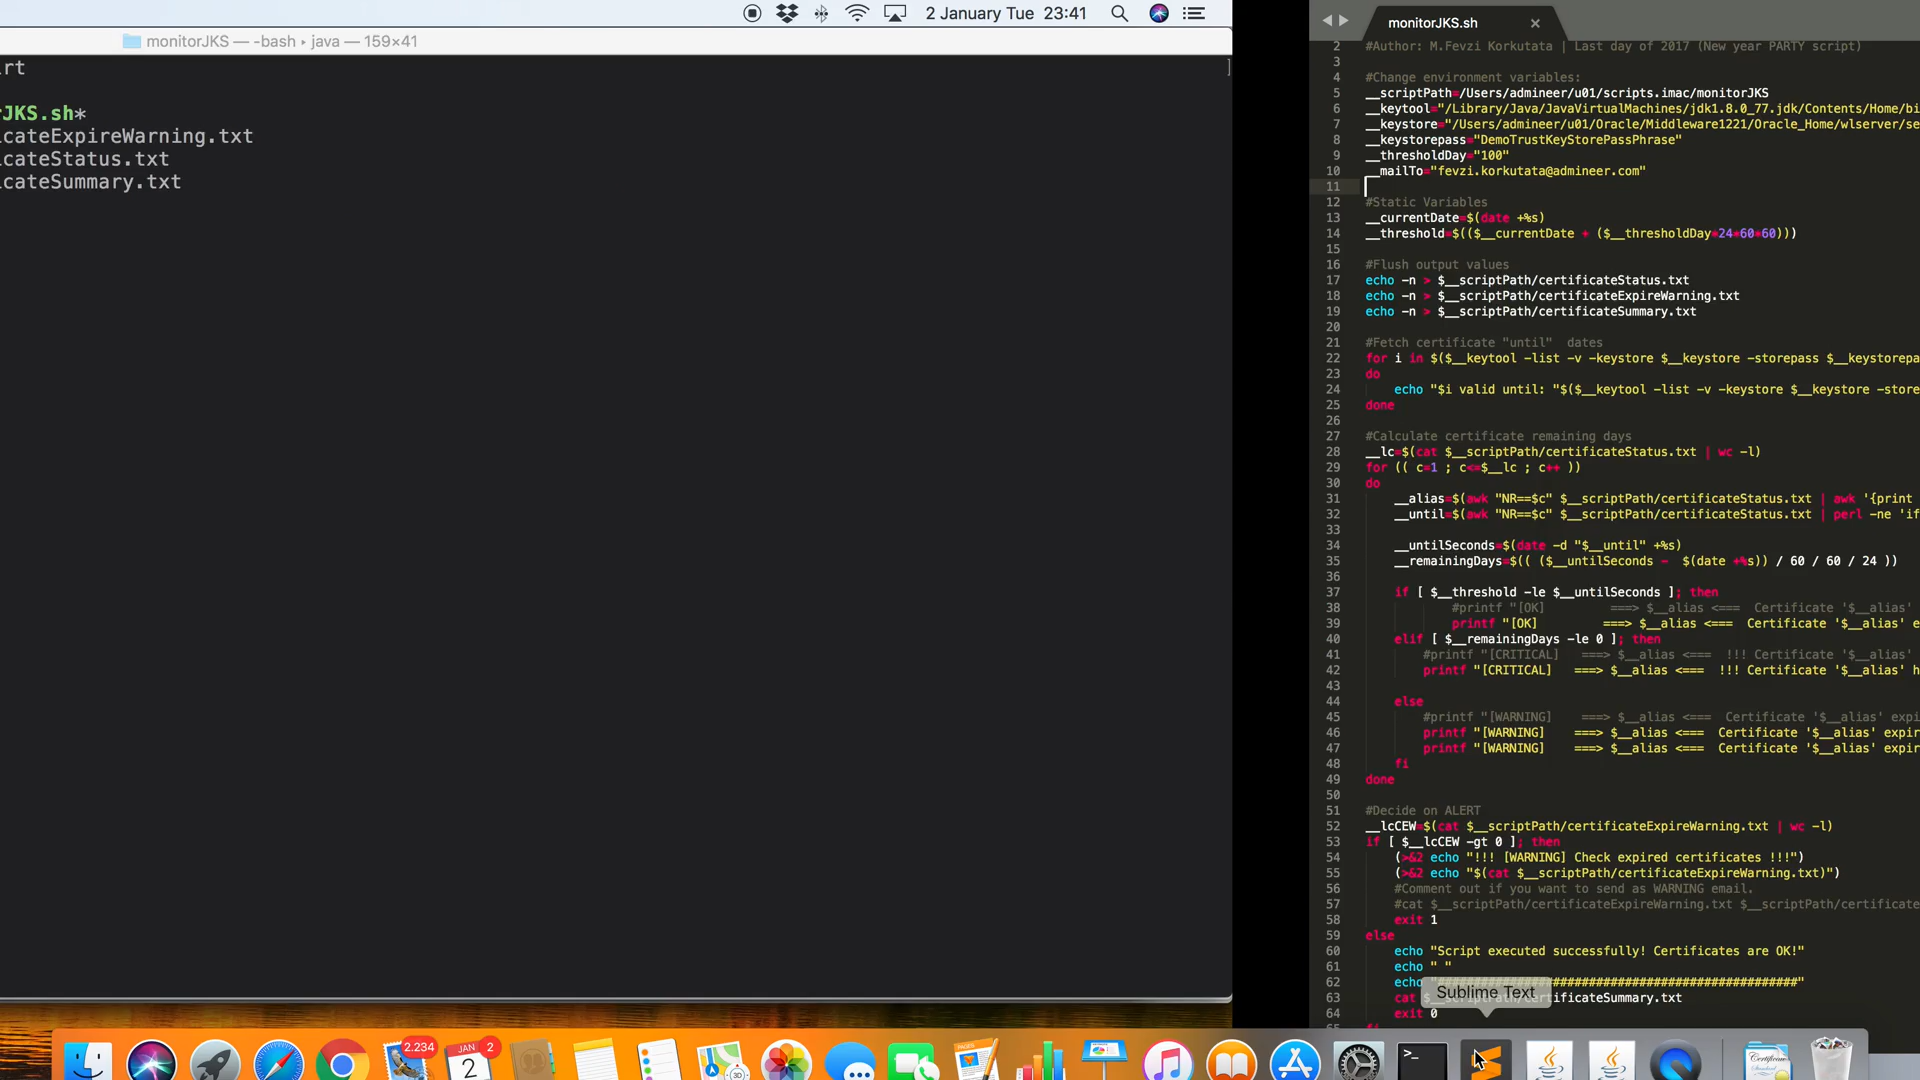 2 January Tue 23:41
monitorJKS — -bash ▸ java — 159×41
rt
rJKS.sh*
icateExpireWarning.txt
icateStatus.txt
icateSummary.txt
monitorJKS.sh
2 #Author: M.Fevzi Korkutata | Last day of 2017 (New year PARTY script)
3
4 #Change environment variables:
5 __scriptPath=/Users/admineer/u01/scripts.imac/monitorJKS
6 __keytool="/Library/Java/JavaVirtualMachines/jdk1.8.0_77.jdk/Contents/Home/bi
7 __keystore="/Users/admineer/u01/Oracle/Middleware1221/Oracle_Home/wlserver/se
8 __keystorepass="DemoTrustKeyStorePassPhrase"
9 __thresholdDay="100"
10 __mailTo="fevzi.korkutata@admineer.com"
11
12 #Static Variables
13 __currentDate=$(date +%s)
14 __threshold=$(($__currentDate + ($__thresholdDay*24*60*60)))
15
16 #Flush output values
17 echo -n > $__scriptPath/certificateStatus.txt
18 echo -n > $__scriptPath/certificateExpireWarning.txt
19 echo -n > $__scriptPath/certificateSummary.txt
20
21 #Fetch certificate "until"  dates
22 for i in $($__keytool -list -v -keystore $__keystore -storepass $__keystorepa
23 do
24 echo "$i valid until: "$($__keytool -list -v -keystore $__keystore -store
25 done
26
27 #Calculate certificate remaining days
28 __lc=$(cat $__scriptPath/certificateStatus.txt | wc -l)
29 for (( c=1 ; c<=$__lc ; c++ ))
30 do
31 __alias=$(awk "NR==$c" $__scriptPath/certificateStatus.txt | awk '{print
32 __until=$(awk "NR==$c" $__scriptPath/certificateStatus.txt | perl -ne 'if
33
34 __untilSeconds=$(date -d "$__until" +%s)
35 __remainingDays=$(( ($__untilSeconds -  $(date +%s)) / 60 / 60 / 24 ))
36
37 if [ $__threshold -le $__untilSeconds ]; then
38 #printf "[OK]         ===> $__alias <===  Certificate '$__alias'
39 printf "[OK]         ===> $__alias <===  Certificate '$__alias' e
40 elif [ $__remainingDays -le 0 ]; then
41 #printf "[CRITICAL]   ===> $__alias <===  !!! Certificate '$__alias'
42 printf "[CRITICAL]   ===> $__alias <===  !!! Certificate '$__alias' h
43
44 else
45 #printf "[WARNING]    ===> $__alias <===  Certificate '$__alias' expi
46 printf "[WARNING]    ===> $__alias <===  Certificate '$__alias' expir
47 printf "[WARNING]    ===> $__alias <===  Certificate '$__alias' expir
48 fi
49 done
50
51 #Decide on ALERT
52 __lcCEW=$(cat $__scriptPath/certificateExpireWarning.txt | wc -l)
53 if [ $__lcCEW -gt 0 ]; then
54 (>&2 echo "!!! [WARNING] Check expired certificates !!!")
55 (>&2 echo "$(cat $__scriptPath/certificateExpireWarning.txt)")
56 #Comment out if you want to send as WARNING email.
57 #cat $__scriptPath/certificateExpireWarning.txt $__scriptPath/certificate
58 exit 1
59 else
60 echo "Script executed successfully! Certificates are OK!"
61 echo " "
62 echo
Sublime Text
63 cat $__scriptPath/certificateSummary.txt
64 exit 0
65 fi
2.234
JAN
2
2
3D
>_